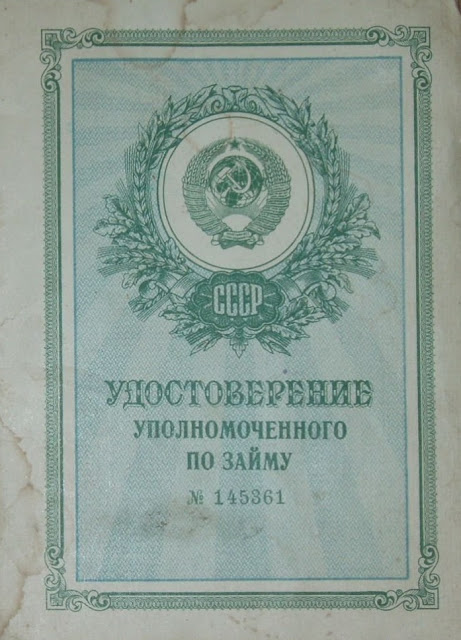 СССР
УДОСТОВЕРЕНИЕ
УПОЛНОМОЧЕННОГО
ПО ЗАЙМУ
№ 145361